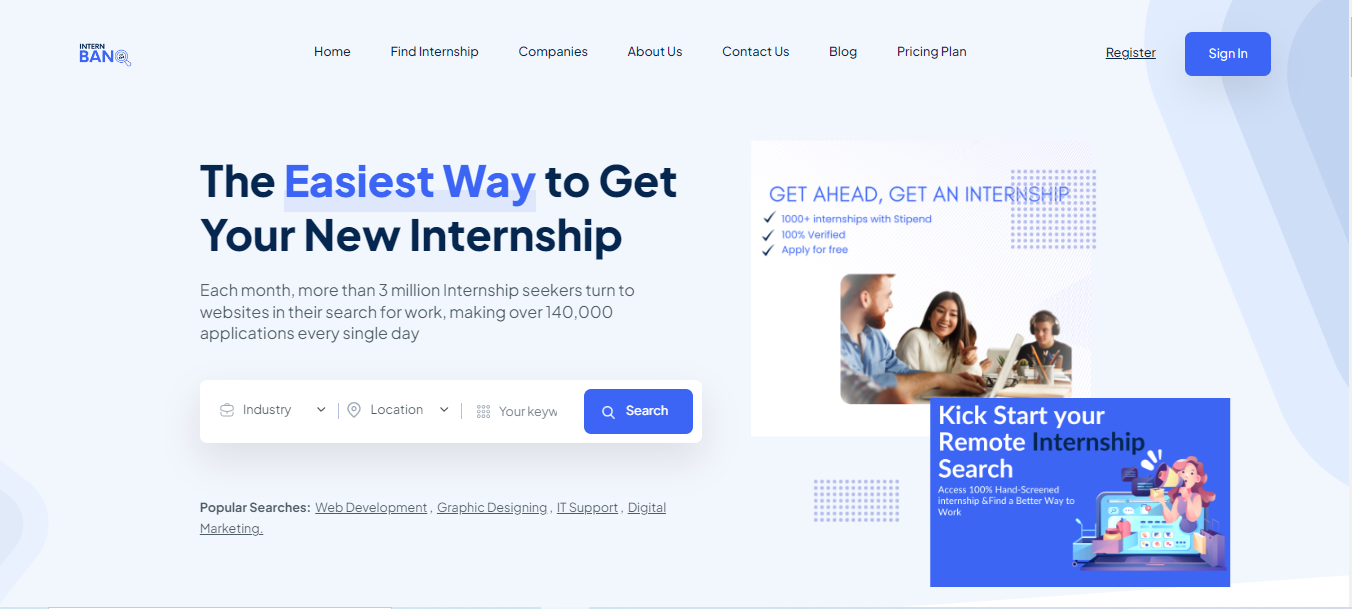 INTERN
BANQ
Home Find Internship Companies About Us Contact Us Blog Pricing Plan Register Sign In
The Easiest Way to Get
Your New Internship
Each month, more than 3 million Internship seekers turn to
websites in their search for work, making over 140,000
applications every single day
Industry Location Your keyw Search
Popular Searches: Web Development , Graphic Designing , IT Support , Digital
Marketing.
GET AHEAD, GET AN INTERNSHIP
1000+ internships with Stipend
100% Verified
Apply for free
Kick Start your
Remote Internship
Search
Access 100% Hand-Screened
internship &Find a Better Way to
Work